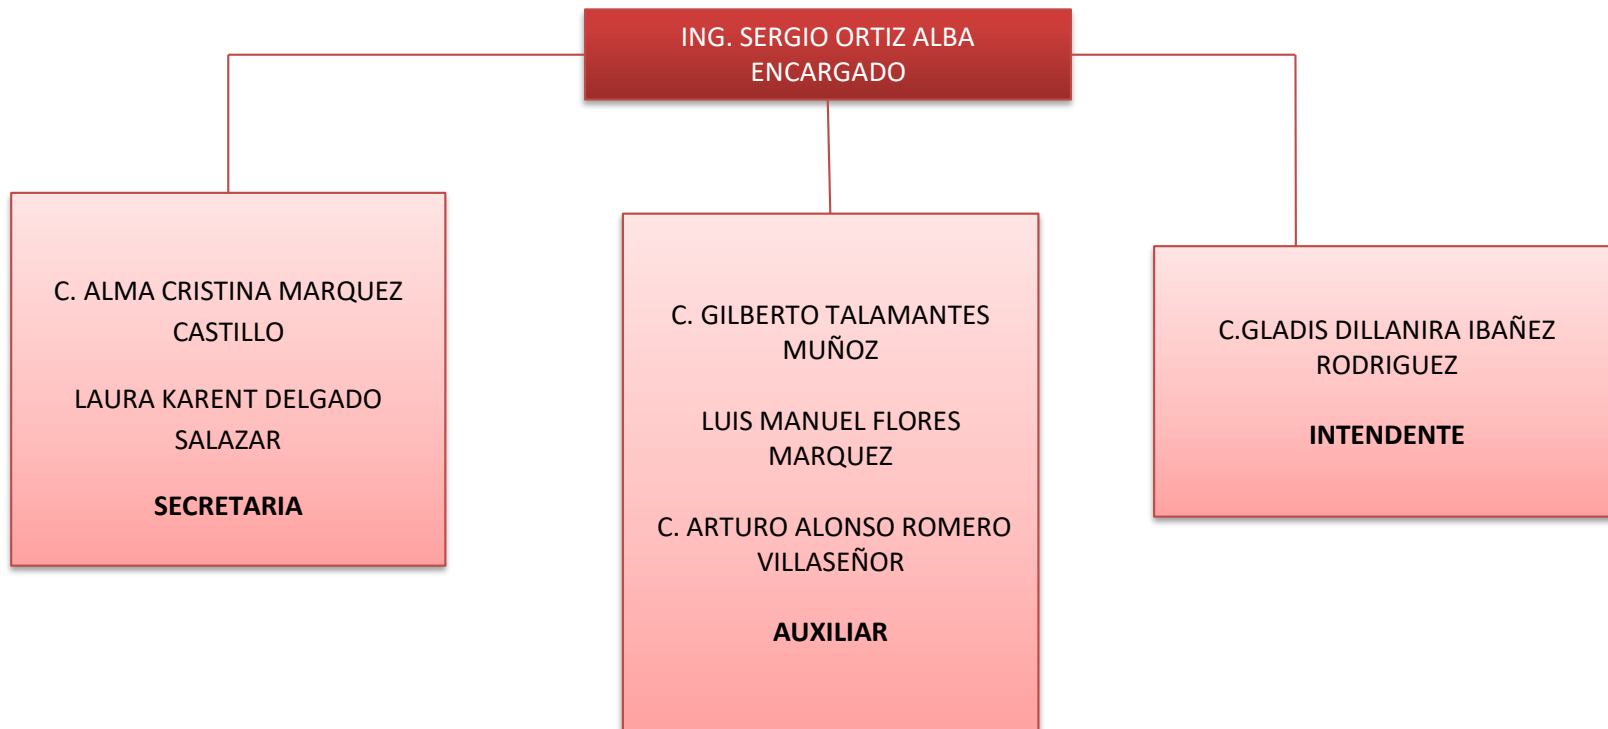 ING. SERGIO ORTIZ ALBA
ENCARGADO
C. ALMA CRISTINA MARQUEZ
CASTILLO
LAURA KARENT DELGADO
SALAZAR
SECRETARIA
C. GILBERTO TALAMANTES
MUÑOZ
LUIS MANUEL FLORES
MARQUEZ
C. ARTURO ALONSO ROMERO
VILLASEÑOR
AUXILIAR
C.GLADIS DILLANIRA IBAÑEZ
RODRIGUEZ
INTENDENTE